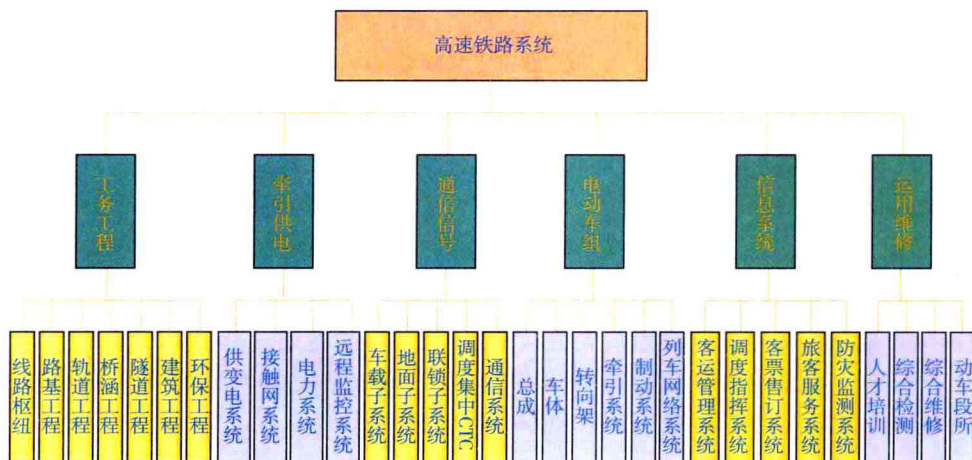 高速铁路系统
工务工程
牵引供电
通信信号
电动车组
信息系统
运用维修
线路枢纽
路基工程
轨道工程
桥涵工程
隧道工程
建筑工程
环保工程
供变电系统
接触网系统
电力系统
远程监控系统
车载子系统
地面子系统
联锁子系统
调度集中CTC
通信系统
总成
车体
转向架
牵引系统
制动系统
列车网络系统
客运管理系统
调度指挥系统
客票售订系统
旅客服务系统
防灾监测系统
人才培训
综合检测
综合维修
动车段所